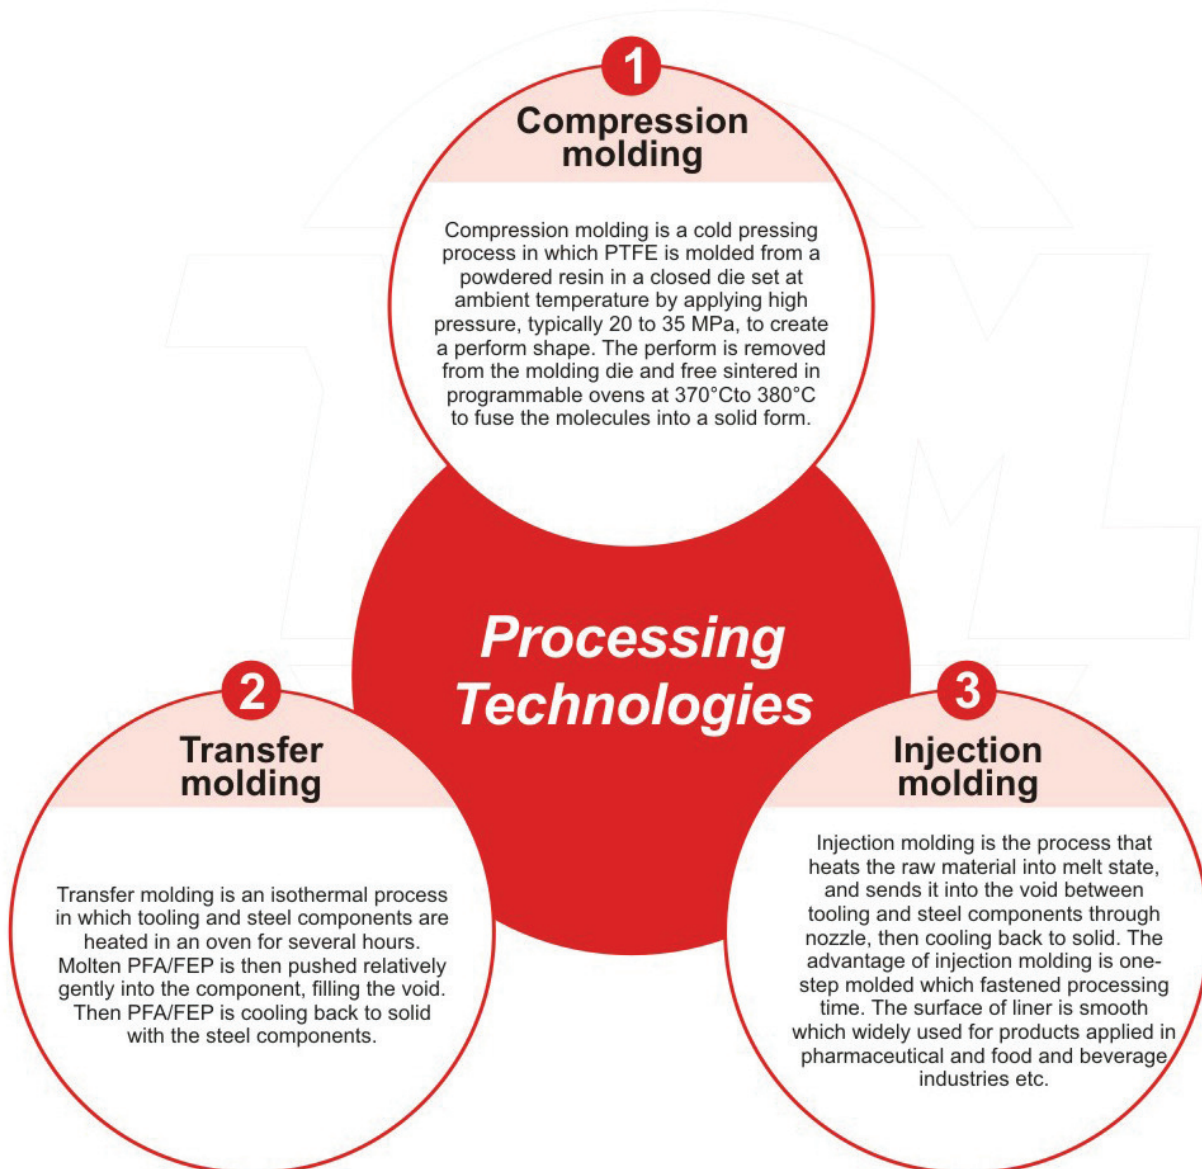 1
Compression
molding
Compression molding is a cold pressing
process in which PTFE is molded from a
powdered resin in a closed die set at
ambient temperature by applying high
pressure, typically 20 to 35 MPa, to create
a perform shape. The perform is removed
from the molding die and free sintered in
programmable ovens at 370°Cto 380°C
to fuse the molecules into a solid form.
Processing
Technologies
2
Transfer
molding
Transfer molding is an isothermal process
in which tooling and steel components are
heated in an oven for several hours.
Molten PFA/FEP is then pushed relatively
gently into the component, filling the void.
Then PFA/FEP is cooling back to solid
with the steel components.
3
Injection
molding
Injection molding is the process that
heats the raw material into melt state,
and sends it into the void between
tooling and steel components through
nozzle, then cooling back to solid. The
advantage of injection molding is one-
step molded which fastened processing
time. The surface of liner is smooth
which widely used for products applied in
pharmaceutical and food and beverage
industries etc.